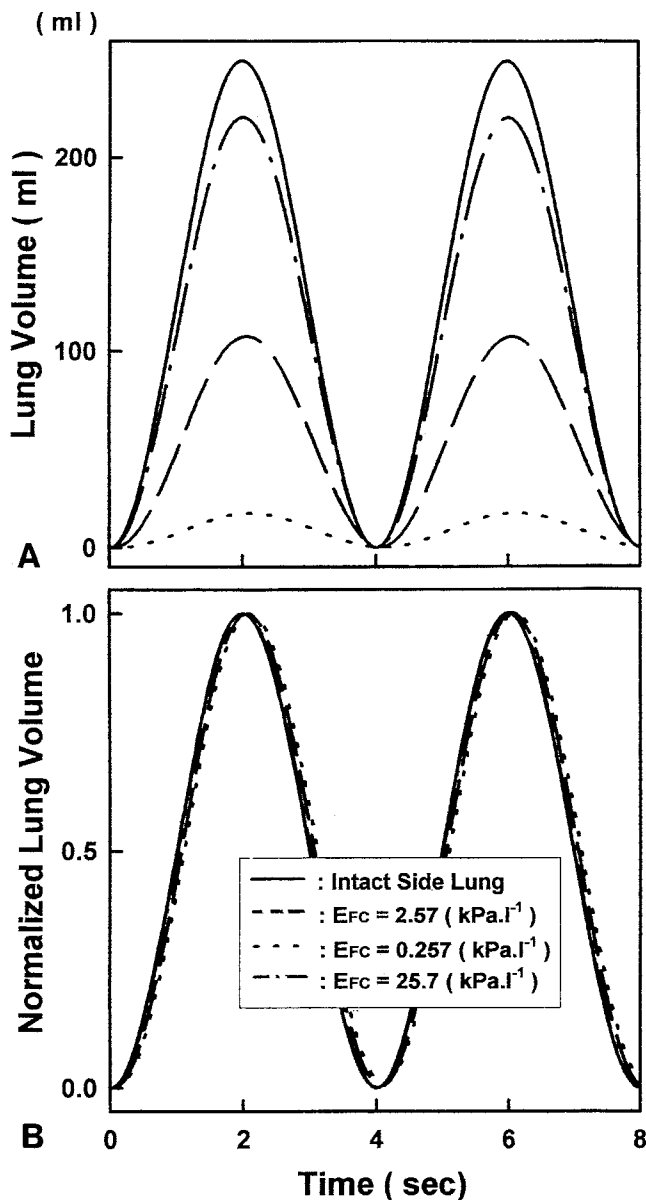 ( ml )
Lung Volume ( ml )
200
100
0
A
Normalized Lung Volume
1.0
0.5
0.0
: Intact Side Lung
: EFC = 2.57 ( kPa.l⁻¹ )
: EFC = 0.257 ( kPa.l⁻¹ )
: EFC = 25.7 ( kPa.l⁻¹ )
B
0 2 4 6 8
Time ( sec)